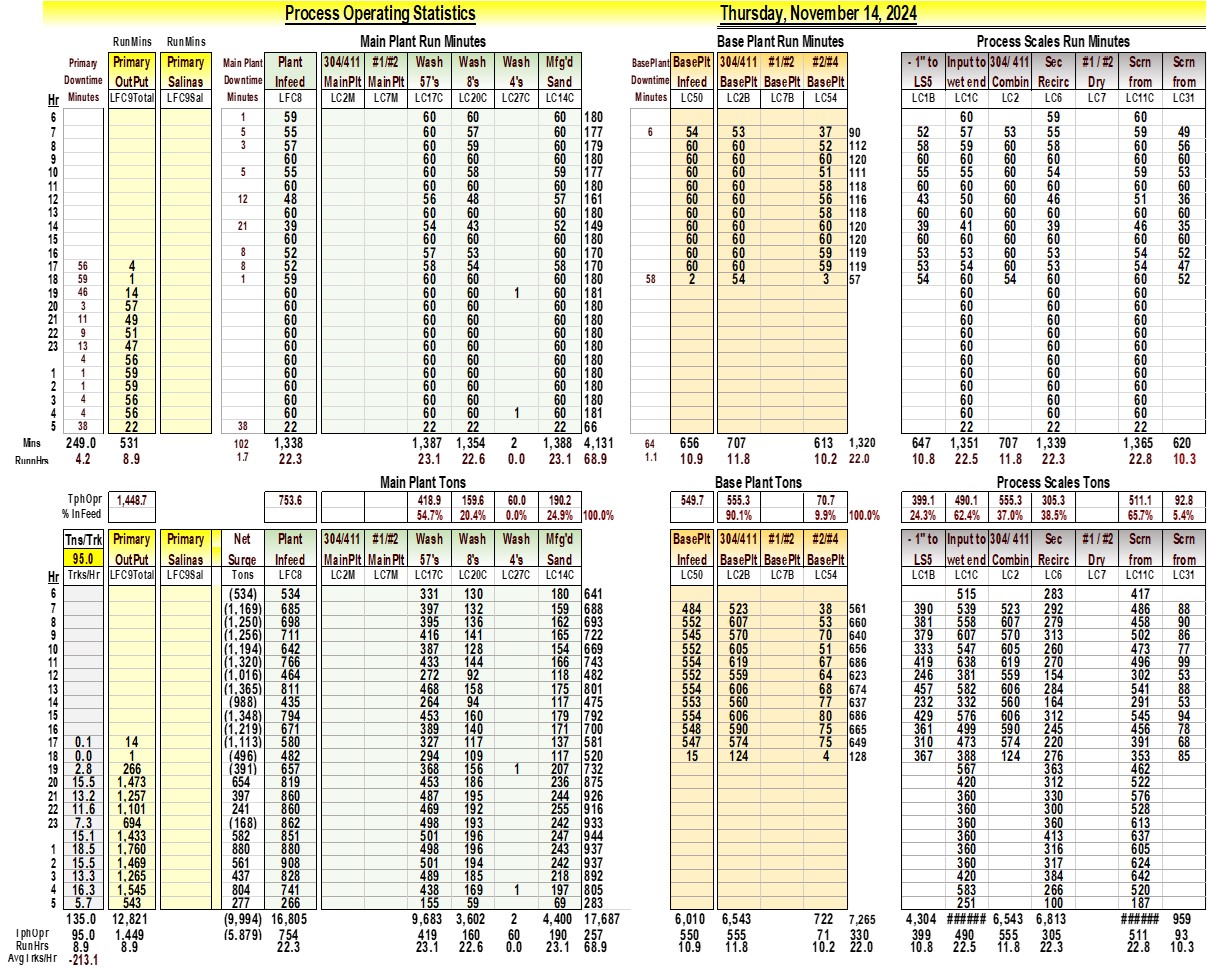 Process Operating Statistics Thursday, November 14, 2024
RunMins RunMins Main Plant Run Minutes Base Plant Run Minutes Process Scales Run Minutes
Primary Primary Primary Main Plant Plant 304/411 #1/#2 Wash Wash Wash Mfg'd BasePlant BasePlt 304/411 #1/#2 #2/#4 - 1" to Input to 304/ 411 Sec #1 / #2 Scrn Scrn
Downtime OutPut Salinas Downtime Infeed MainPlt MainPlt 57's 8's 4's Sand Downtime Infeed BasePlt BasePlt BasePlt LS5 wet end Combin Recirc Dry from from
Hr Minutes LFC9Total LFC9Sal Minutes LFC8 LC2M LC7M LC17C LC20C LC27C LC14C Minutes LC50 LC2B LC7B LC54 LC1B LC1C LC2 LC6 LC7 LC11C LC31
6 1 59 60 60 60 180 60 59 60
7 5 55 60 57 60 177 6 54 53 37 90 52 57 53 55 59 49
8 3 57 60 59 60 179 60 60 52 112 58 59 60 58 60 56
9 60 60 60 60 180 60 60 60 120 60 60 60 60 60 60
10 5 55 60 58 59 177 60 60 51 111 55 55 60 54 59 53
11 60 60 60 60 180 60 60 58 118 60 60 60 60 60 60
12 12 48 56 48 57 161 60 60 56 116 43 50 60 46 51 36
13 60 60 60 60 180 60 60 58 118 60 60 60 60 60 60
14 21 39 54 43 52 149 60 60 60 120 39 41 60 39 46 35
15 60 60 60 60 180 60 60 60 120 60 60 60 60 60 60
16 8 52 57 53 60 170 60 60 59 119 53 53 60 53 54 52
17 56 4 8 52 58 54 58 170 60 60 59 119 53 54 60 53 54 47
18 59 1 1 59 60 60 60 180 58 2 54 3 57 54 60 54 60 60 52
19 46 14 60 60 60 1 60 181 60 60 60
20 3 57 60 60 60 60 180 60 60 60
21 11 49 60 60 60 60 180 60 60 60
22 9 51 60 60 60 60 180 60 60 60
23 13 47 60 60 60 60 180 60 60 60
4 56 60 60 60 60 180 60 60 60
1 1 59 60 60 60 60 180 60 60 60
2 1 59 60 60 60 60 180 60 60 60
3 4 56 60 60 60 60 180 60 60 60
4 4 56 60 60 60 1 60 181 60 60 60
5 38 22 38 22 22 22 22 66 22 22 22
Mins 249.0 531 102 1,338 1,387 1,354 2 1,388 4,131 64 656 707 613 1,320 647 1,351 707 1,339 1,365 620
RunnHrs 4.2 8.9 1.7 22.3 23.1 22.6 0.0 23.1 68.9 1.1 10.9 11.8 10.2 22.0 10.8 22.5 11.8 22.3 22.8 10.3
Main Plant Tons Base Plant Tons Process Scales Tons
TphOpr 1,448.7 753.6 418.9 159.6 60.0 190.2 549.7 555.3 70.7 399.1 490.1 555.3 305.3 511.1 92.8
% InFeed 54.7% 20.4% 0.0% 24.9% 100.0% 90.1% 9.9% 100.0% 24.3% 62.4% 37.0% 38.5% 65.7% 5.4%
Tns/Trk Primary Primary Net Plant 304/411 #1/#2 Wash Wash Wash Mfg'd BasePlt 304/411 #1/#2 #2/#4 - 1" to Input to 304/ 411 Sec #1 / #2 Scrn Scrn
95.0 OutPut Salinas Surge Infeed MainPlt MainPlt 57's 8's 4's Sand Infeed BasePlt BasePlt BasePlt LS5 wet end Combin Recirc Dry from from
Hr Trks/Hr LFC9Total LFC9Sal Tons LFC8 LC2M LC7M LC17C LC20C LC27C LC14C LC50 LC2B LC7B LC54 LC1B LC1C LC2 LC6 LC7 LC11C LC31
6 (534) 534 331 130 180 641 515 283 417
7 (1,169) 685 397 132 159 688 484 523 38 561 390 539 523 292 486 88
8 (1,250) 698 395 136 162 693 552 607 53 660 381 558 607 279 458 90
9 (1,256) 711 416 141 165 722 545 570 70 640 379 607 570 313 502 86
10 (1,194) 642 387 128 154 669 552 605 51 656 333 547 605 260 473 77
11 (1,320) 766 433 144 166 743 554 619 67 686 419 638 619 270 496 99
12 (1,016) 464 272 92 118 482 552 559 64 623 246 381 559 154 302 53
13 (1,365) 811 468 158 175 801 554 606 68 674 457 582 606 284 541 88
14 (988) 435 264 94 117 475 553 560 77 637 232 332 560 164 291 53
15 (1,348) 794 453 160 179 792 554 606 80 686 429 576 606 312 545 94
16 (1,219) 671 389 140 171 700 548 590 75 665 361 499 590 245 456 78
17 0.1 14 (1,113) 580 327 117 137 581 547 574 75 649 310 473 574 220 391 68
18 0.0 1 (496) 482 294 109 117 520 15 124 4 128 367 388 124 276 353 85
19 2.8 266 (391) 657 368 156 1 207 732 567 363 462
20 15.5 1,473 654 819 453 186 236 875 420 312 522
21 13.2 1,257 397 860 487 195 244 926 360 330 576
22 11.6 1,101 241 860 469 192 255 916 360 300 528
23 7.3 694 (168) 862 498 193 242 933 360 360 613
15.1 1,433 582 851 501 196 247 944 360 413 637
1 18.5 1,760 880 880 498 196 243 937 360 316 605
2 15.5 1,469 561 908 501 194 242 937 360 317 624
3 13.3 1,265 437 828 489 185 218 892 420 384 642
4 16.3 1,545 804 741 438 169 1 197 805 583 266 520
5 5.7 543 277 266 155 59 69 283 251 100 187
135.0 12,821 (9,994) 16,805 9,683 3,602 2 4,400 17,687 6,010 6,543 722 7,265 4,304 ###### 6,543 6,813 ###### 959
TphOpr 95.0 1,449 (5.879) 754 419 160 60 190 257 550 555 71 330 399 490 555 305 511 93
RunHrs 8.9 8.9 22.3 23.1 22.6 0.0 23.1 68.9 10.9 11.8 10.2 22.0 10.8 22.5 11.8 22.3 22.8 10.3
AvgTrks/Hr -213.1